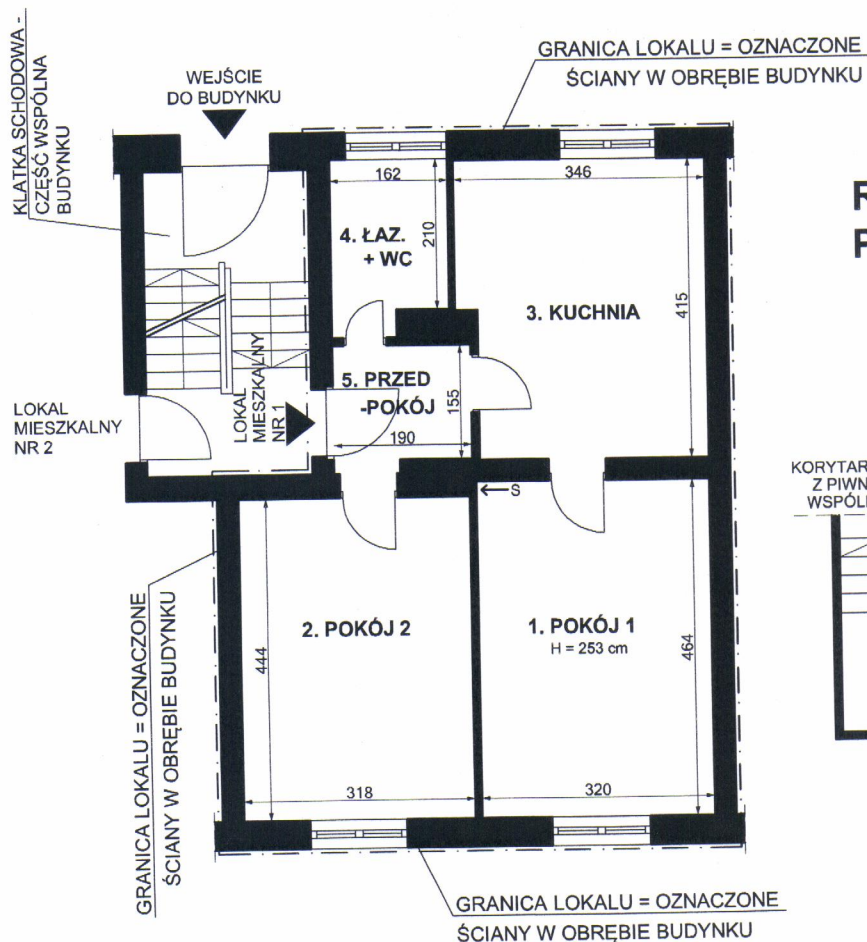 KLATKA SCHODOWA -
CZĘŚĆ WSPÓLNA
BUDYNKU
WEJŚCIE
DO BUDYNKU
GRANICA LOKALU = OZNACZONE
ŚCIANY W OBRĘBIE BUDYNKU
R
P
162
346
210
4. ŁAZ.
+ WC
3. KUCHNIA
415
5. PRZED
-POKÓJ
155
190
LOKAL
MIESZKALNY
NR 1
LOKAL
MIESZKALNY
NR 2
S
KORYTAR
Z PIWN
WSPÓL
2. POKÓJ 2
444
318
1. POKÓJ 1
H = 253 cm
464
320
GRANICA LOKALU = OZNACZONE
ŚCIANY W OBRĘBIE BUDYNKU
GRANICA LOKALU = OZNACZONE
ŚCIANY W OBRĘBIE BUDYNKU